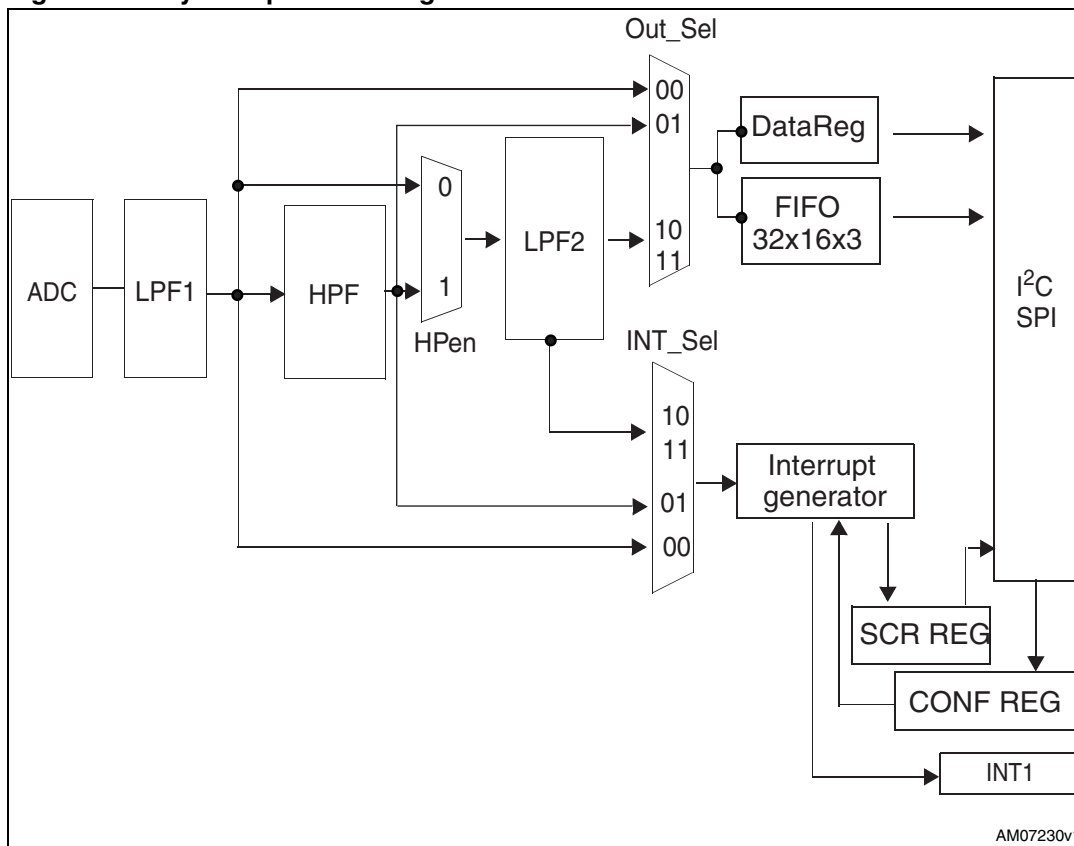 Out_Sel
00
01
10
11
DataReg
FIFO
32x16x3
I²C
SPI
ADC
LPF1
HPF
0
1
HPen
LPF2
INT_Sel
10
11
01
00
Interrupt
generator
SCR REG
CONF REG
INT1
AM07230v1